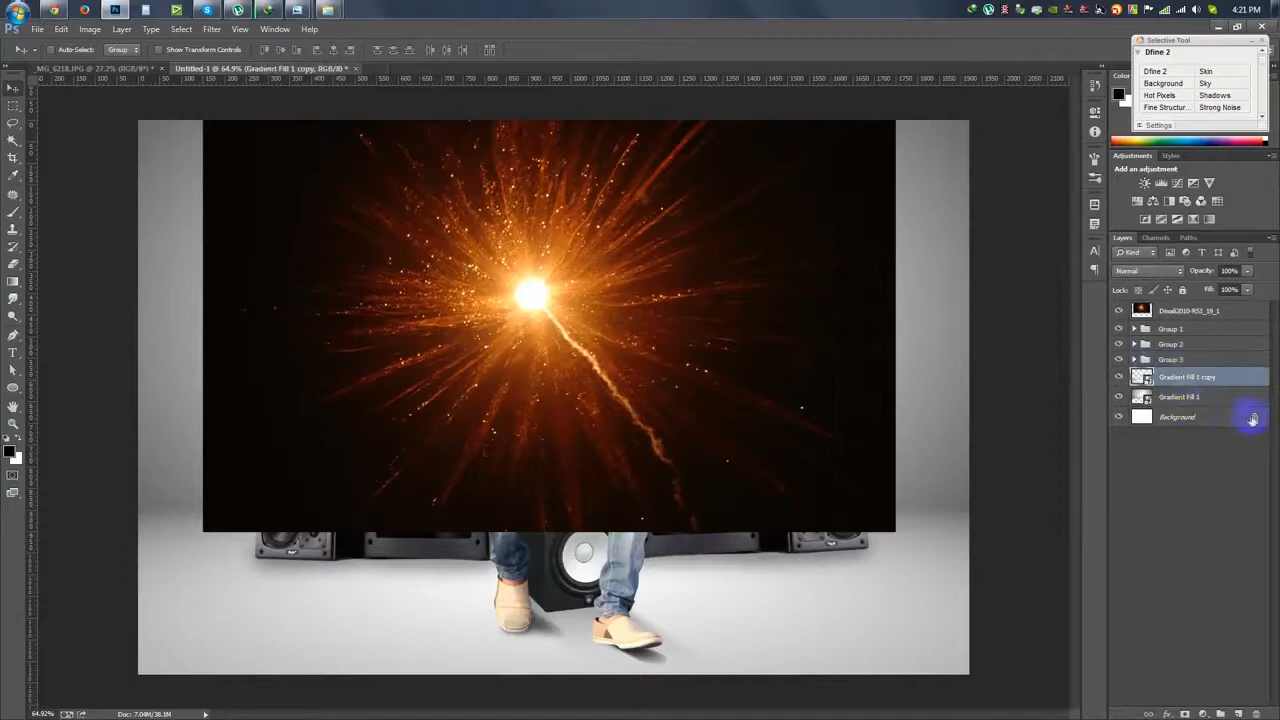 4:21 PM
PS File Edit Image Layer Type Select Filter View Window Help
Auto-Select: Group Show Transform Controls
MG_6218.JPG @ 27.2% (RGB/8*) * × Untitled-1 @ 64.9% (Gradient Fill 1 copy, RGB/8) * ×
Selective Tool
Dfine 2
Dfine 2 Skin
Background Sky
Hot Pixels Shadows
Fine Structur... Strong Noise
Settings
Color
Adjustments Styles
Add an adjustment
Layers Channels Paths
Kind
Normal Opacity: 100%
Lock: Fill: 100%
Diwali2010-RSI_19_1
Group 1
Group 2
Group 3
Gradient Fill 1 copy
Gradient Fill 1
Background
64.92% Doc: 7.04M/38.1M